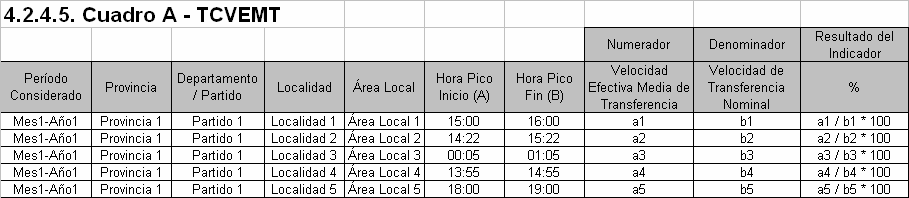 4.2.4.5. Cuadro A - TCVEMT
Numerador Denominador Resultado del Indicador
Período Considerado Provincia Departamento / Partido Localidad Área Local Hora Pico Inicio (A) Hora Pico Fin (B) Velocidad Efectiva Media de Transferencia Velocidad de Transferencia Nominal %
Mes1-Año1 Provincia 1 Partido 1 Localidad 1 Área Local 1 15:00 16:00 a1 b1 a1 / b1 * 100
Mes1-Año1 Provincia 1 Partido 1 Localidad 2 Área Local 2 14:22 15:22 a2 b2 a2 / b2 * 100
Mes1-Año1 Provincia 1 Partido 1 Localidad 3 Área Local 3 00:05 01:05 a3 b3 a3 / b3 * 100
Mes1-Año1 Provincia 1 Partido 1 Localidad 4 Área Local 4 13:55 14:55 a4 b4 a4 / b4 * 100
Mes1-Año1 Provincia 1 Partido 1 Localidad 5 Área Local 5 18:00 19:00 a5 b5 a5 / b5 * 100